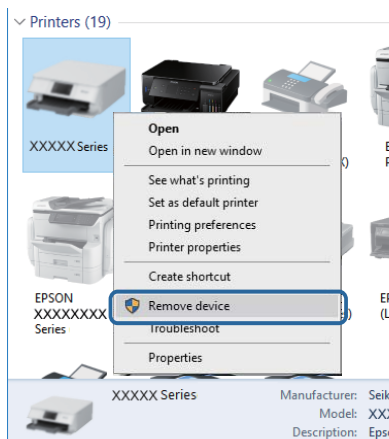 Printers (19)
XXXXX Series
Open
Open in new window
See what's printing
Set as default printer
Printing preferences
Printer properties
Create shortcut
Remove device
Troubleshoot
Properties
EPSON
XXXXXXXX
Series
XXXXX Series
Manufacturer:
Model:
Description: